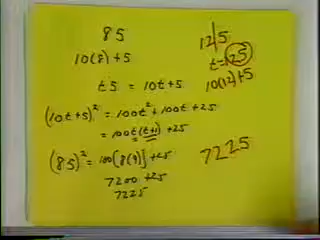 85
10(8)+5
t5 = 10t+5
(10t+5)² = 100t²+100t+25
= 100t(t+1)+25
(85)² = 100[8(9)]+25
7200+25
7225
12|5
10(12)+5
7225